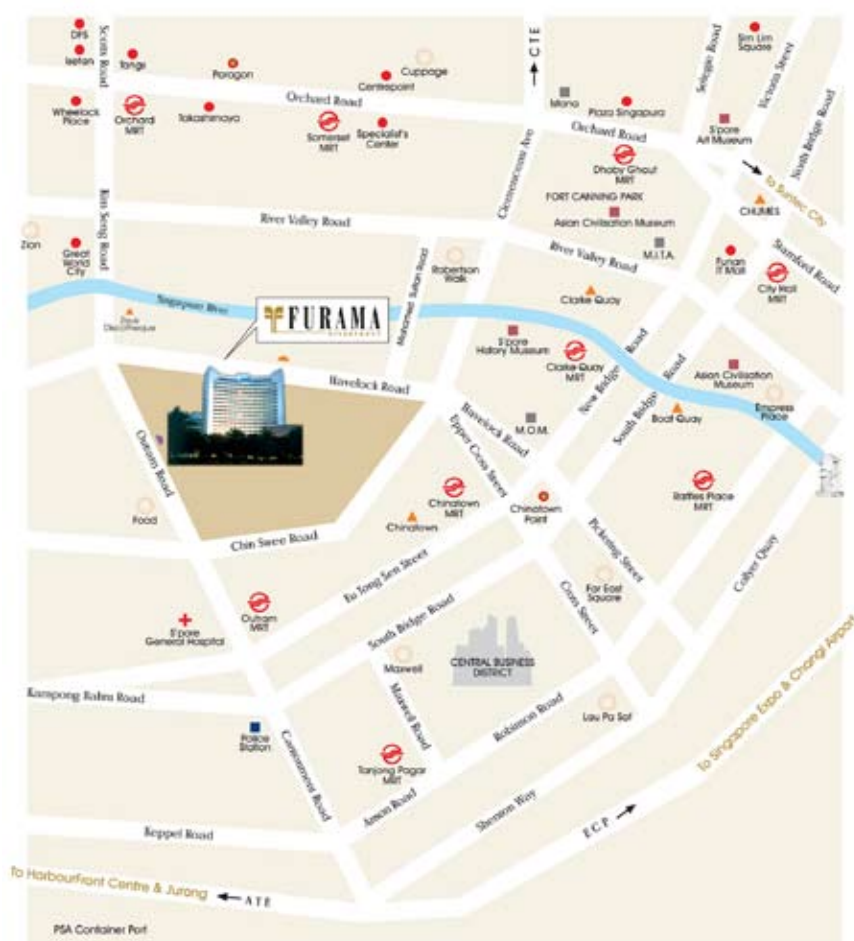 DFS
Isetan
Tangs
Scotts Road
Paragon
Cuppage
Centrepoint
CTE
Selegie Road
Sim Lim
Square
Victoria Street
North Bridge Road
Wheelock
Place
Orchard
MRT
Takashimaya
Orchard Road
Somerset
MRT
Specialist's
Center
Plaza Singapura
Orchard Road
S'pore
Art Museum
Dhaby Ghaut
MRT
to Suntec City
Clemenceau Ave
FORT CANNING PARK
Asian Civilisation Museum
CHIJMES
Kim Seng Road
River Valley Road
River Valley Road
M.I.T.A.
Funan
IT Mall
Stamford Road
City Hall
MRT
Zion
Great
World
City
Robertson
Walk
Mohamed Sultan Road
Singapore River
Clarke Quay
Zouk
Discotheque
FURAMA
RIVERFRONT
S'pore
History Museum
Clarke Quay
MRT
New Bridge Road
South Bridge Road
Asian Civilisation
Museum
Empress
Place
Boat Quay
Havelock Road
Havelock Road
M.O.M.
Upper Cross Street
Outram Road
Raffles Place
MRT
Food
Chinatown
MRT
Chinatown
Chinatown
Point
Chin Swee Road
Pickering Street
Collyer Quay
Eu Tong Sen Street
Far East
Square
Cross Street
Outram
MRT
S'pore
General Hospital
South Bridge Road
Maxwell
CENTRAL BUSINESS
DISTRICT
Maxwell Road
Robinson Road
Lau Pa Sat
to Singapore Expo & Changi Airport
Police
Station
Cantonment Road
Tanjong Pagar
MRT
Anson Road
Shenton Way
Keppel Road
ECP
To HarbourFront Centre & Jurong
ATE
PSA Container Port